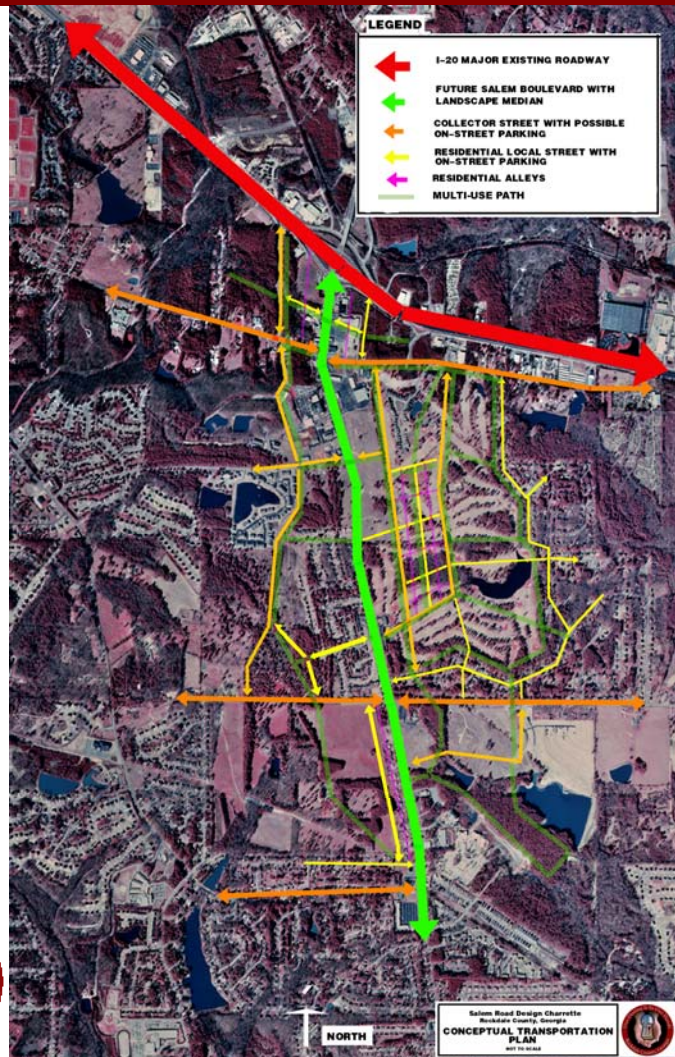 LEGEND
I-20 MAJOR EXISTING ROADWAY
FUTURE SALEM BOULEVARD WITH
LANDSCAPE MEDIAN
COLLECTOR STREET WITH POSSIBLE
ON-STREET PARKING
RESIDENTIAL LOCAL STREET WITH
ON-STREET PARKING
RESIDENTIAL ALLEYS
MULTI-USE PATH
NORTH
Salem Road Design Charrette
Rockdale County, Georgia
CONCEPTUAL TRANSPORTATION
PLAN
NOT TO SCALE